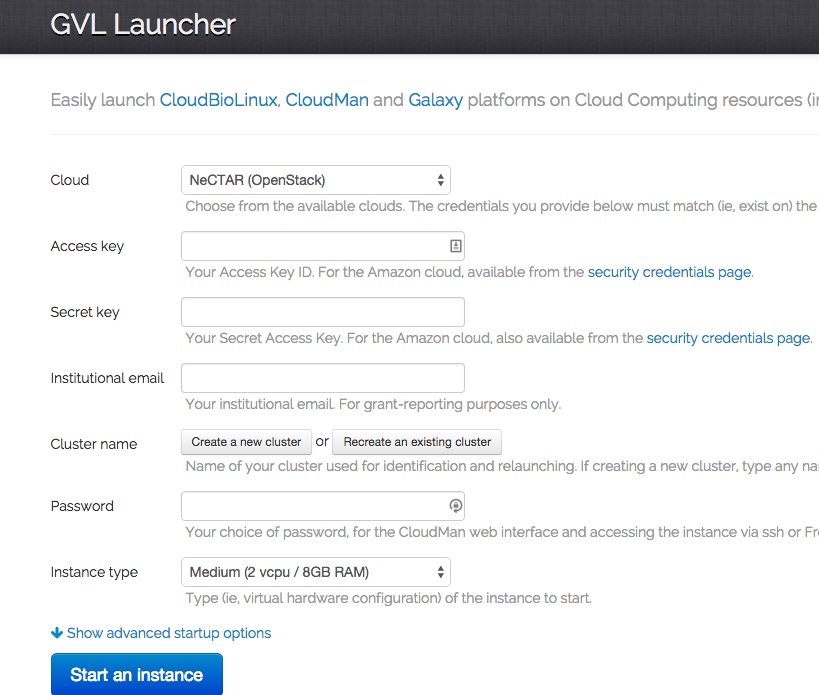 GVL Launcher
Easily launch CloudBioLinux, CloudMan and Galaxy platforms on Cloud Computing resources
Cloud NeCTAR (OpenStack)
Choose from the available clouds. The credentials you provide below must match (ie, exist on) the
Access key
Your Access Key ID. For the Amazon cloud, available from the security credentials page.
Secret key
Your Secret Access Key. For the Amazon cloud, also available from the security credentials page.
Institutional email
Your institutional email. For grant-reporting purposes only.
Cluster name Create a new cluster or Recreate an existing cluster
Name of your cluster used for identification and relaunching. If creating a new cluster, type any
Password
Your choice of password, for the CloudMan web interface and accessing the instance via ssh or
Instance type Medium (2 vcpu / 8GB RAM)
Type (ie, virtual hardware configuration) of the instance to start.
Show advanced startup options
Start an instance